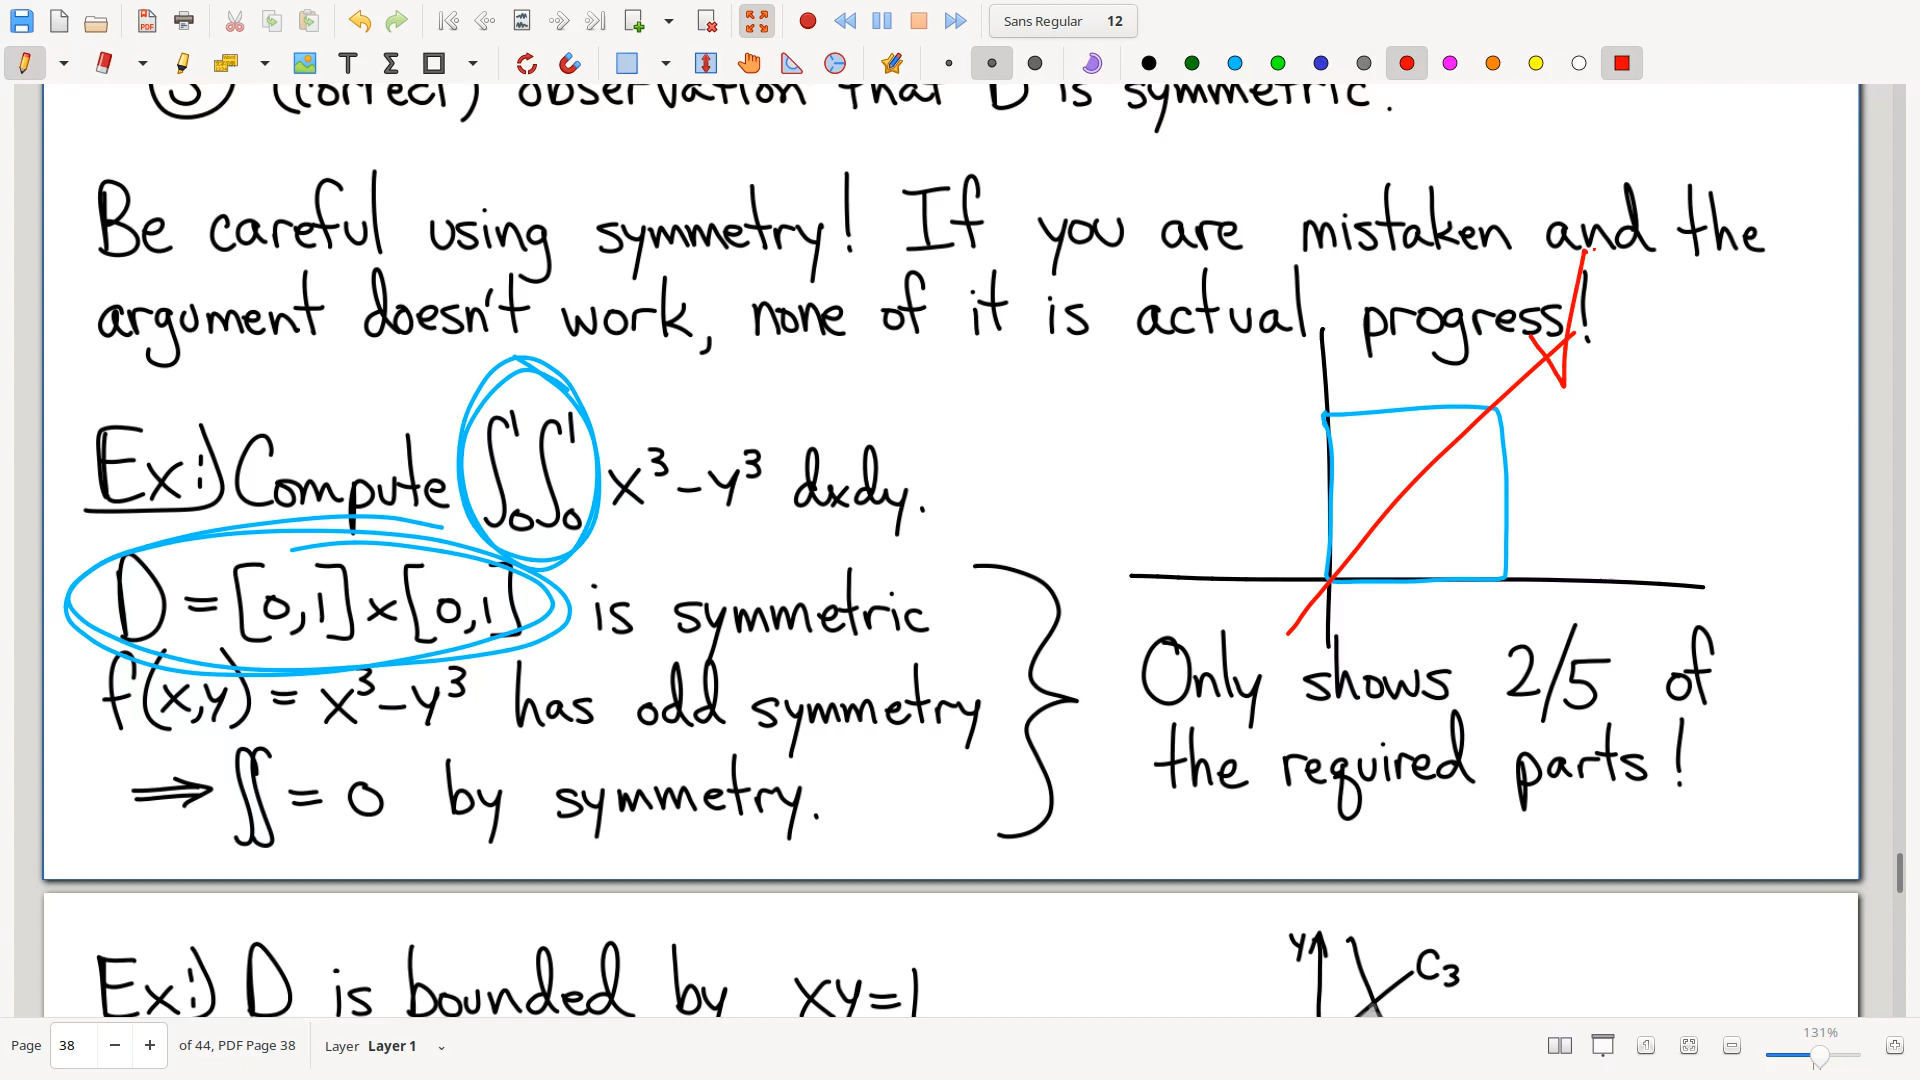 Sans Regular 12
③ (correct) observation that D is symmetric.
Be careful using symmetry! If you are mistaken and the
argument doesn't work, none of it is actual progress!
Ex:) Compute ∫₀¹∫₀¹ x³-y³ dxdy.
D = [0,1]x[0,1] is symmetric
f(x,y) = x³-y³ has odd symmetry
⟹ ∬ = 0 by symmetry.
Only shows 2/5 of
the required parts!
Ex:) D is bounded by xy=1
y
C₃
Page 38 of 44, PDF Page 38 Layer Layer 1
131%